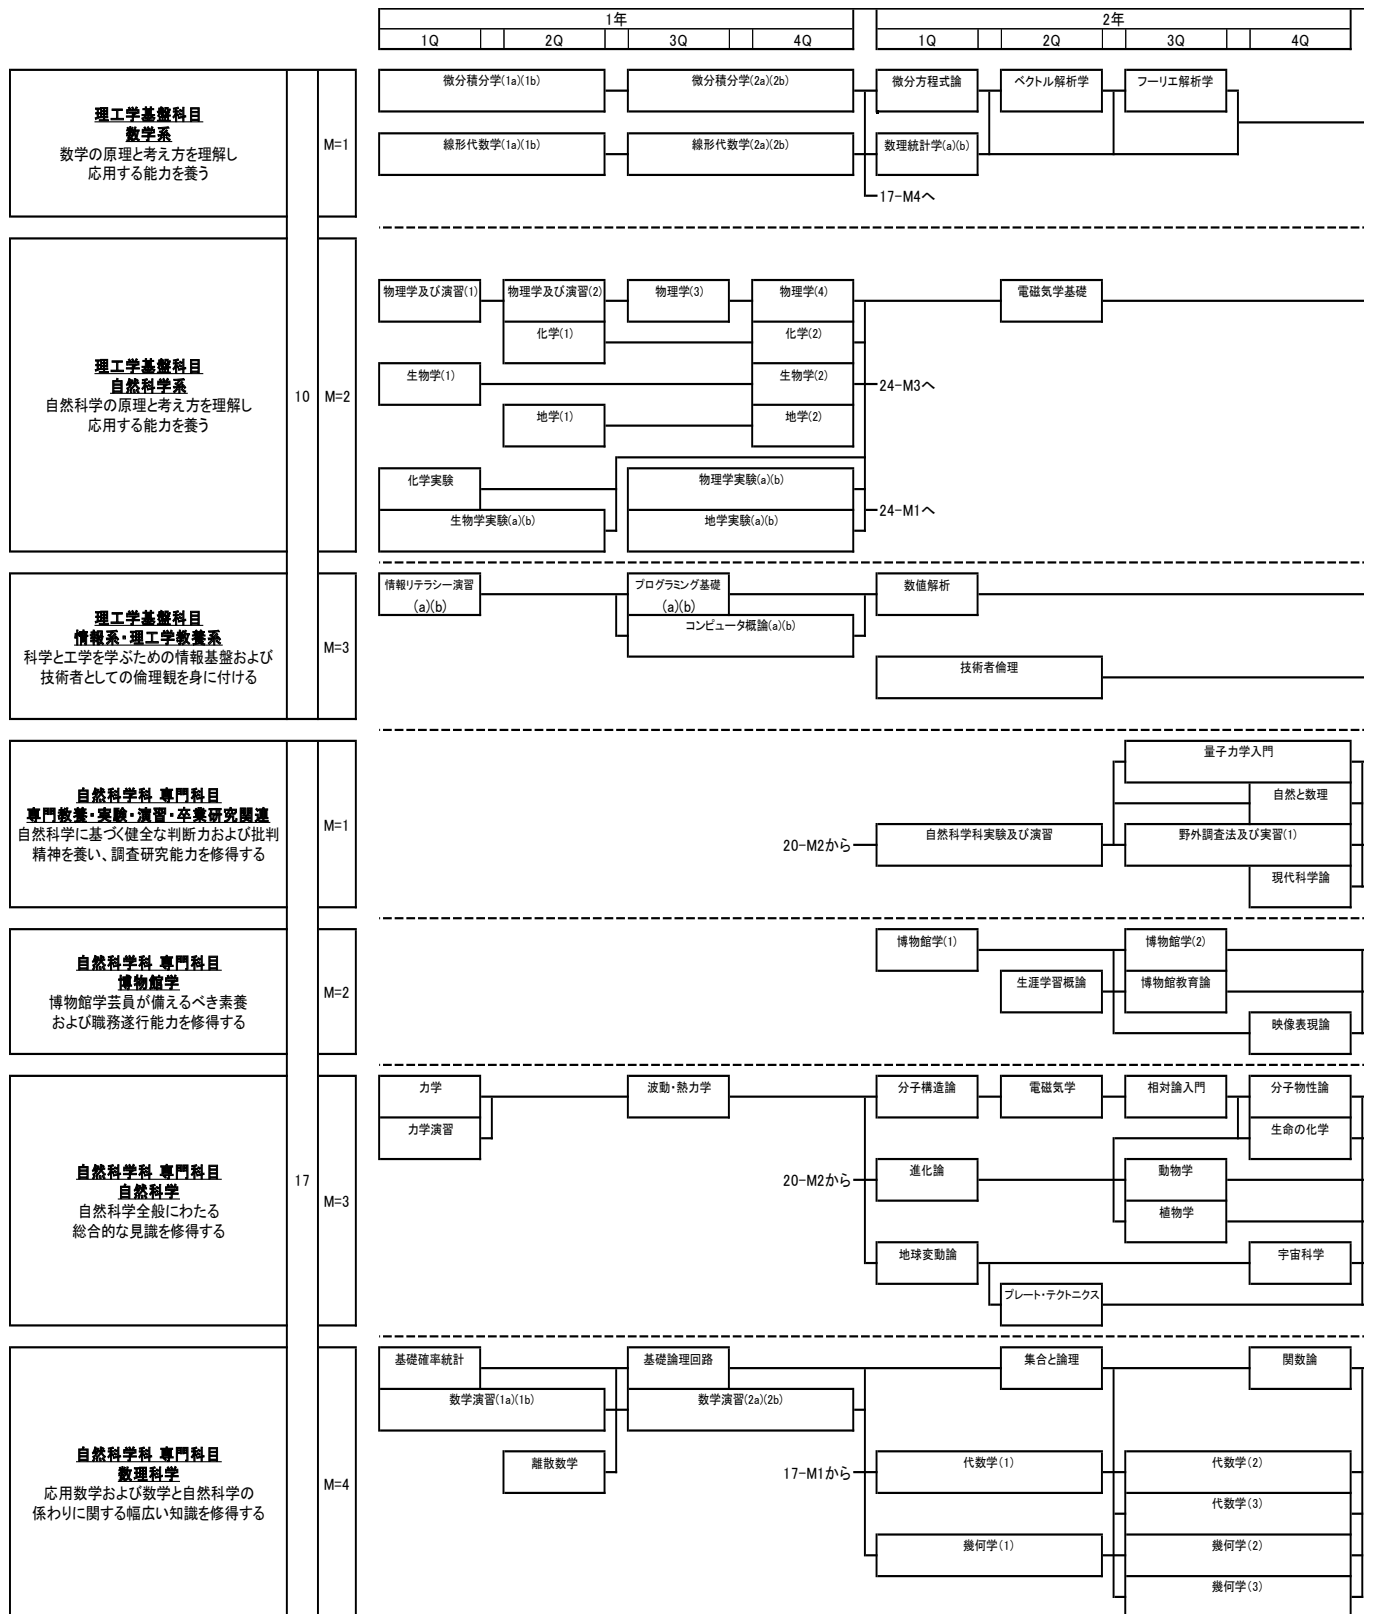 1年 2年
1Q 2Q 3Q 4Q 1Q 2Q 3Q 4Q
理工学基盤科目
数学系
数学の原理と考え方を理解し
応用する能力を養う
M=1
微分積分学(1a)(1b) 微分積分学(2a)(2b) 微分方程式論 ベクトル解析学 フーリエ解析学
線形代数学(1a)(1b) 線形代数学(2a)(2b) 数理統計学(a)(b)
17-M4へ
理工学基盤科目
自然科学系
自然科学の原理と考え方を理解し
応用する能力を養う
10 M=2
物理学及び演習(1) 物理学及び演習(2) 物理学(3) 物理学(4) 電磁気学基礎
化学(1) 化学(2)
生物学(1) 生物学(2) 24-M3へ
地学(1) 地学(2)
化学実験 物理学実験(a)(b)
生物学実験(a)(b) 地学実験(a)(b) 24-M1へ
理工学基盤科目
情報系・理工学教養系
科学と工学を学ぶための情報基盤および
技術者としての倫理観を身に付ける
M=3
情報リテラシー演習 プログラミング基礎 数値解析
(a)(b) (a)(b)
コンピュータ概論(a)(b)
技術者倫理
自然科学科 専門科目
専門教養・実験・演習・卒業研究関連
自然科学に基づく健全な判断力および批判
精神を養い、調査研究能力を修得する
M=1
量子力学入門
自然と数理
20-M2から 自然科学科実験及び演習 野外調査法及び実習(1)
現代科学論
自然科学科 専門科目
博物館学
博物館学芸員が備えるべき素養
および職務遂行能力を修得する
M=2
博物館学(1) 博物館学(2)
生涯学習概論 博物館教育論
映像表現論
自然科学科 専門科目
自然科学
自然科学全般にわたる
総合的な見識を修得する
17 M=3
力学 波動・熱力学 分子構造論 電磁気学 相対論入門 分子物性論
力学演習 生命の化学
20-M2から 進化論 動物学
植物学
地球変動論 宇宙科学
プレート・テクトニクス
自然科学科 専門科目
数理科学
応用数学および数学と自然科学の
係わりに関する幅広い知識を修得する
M=4
基礎確率統計 基礎論理回路 集合と論理 関数論
数学演習(1a)(1b) 数学演習(2a)(2b)
離散数学 17-M1から 代数学(1) 代数学(2)
代数学(3)
幾何学(1) 幾何学(2)
幾何学(3)